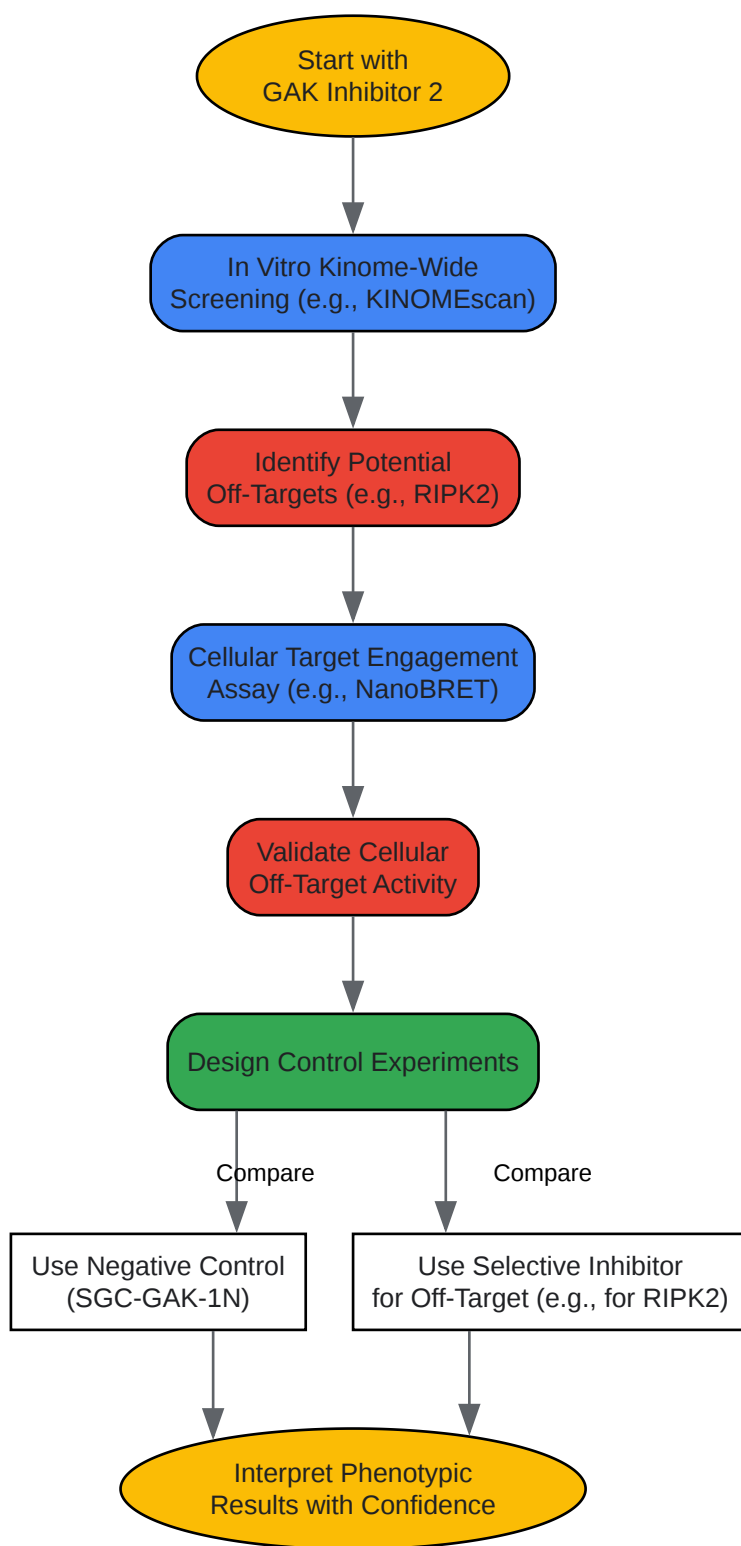 Start with
GAK Inhibitor 2
In Vitro Kinome-Wide
Screening (e.g., KINOMEscan)
Identify Potential
Off-Targets (e.g., RIPK2)
Cellular Target Engagement
Assay (e.g., NanoBRET)
Validate Cellular
Off-Target Activity
Design Control Experiments
Compare
Compare
Use Negative Control
(SGC-GAK-1N)
Use Selective Inhibitor
for Off-Target (e.g., for RIPK2)
Interpret Phenotypic
Results with Confidence